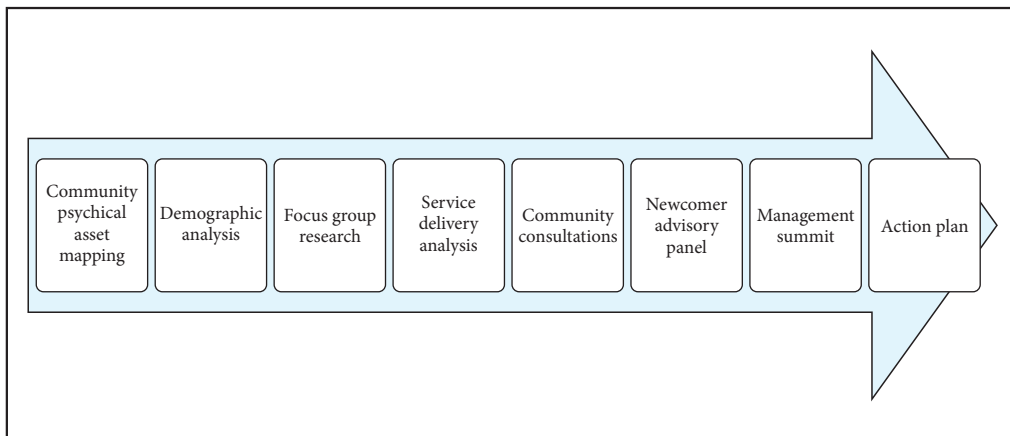 Community
psychical
asset
mapping
Demographic
analysis
Focus group
research
Service
delivery
analysis
Community
consultations
Newcomer
advisory
panel
Management
summit
Action plan